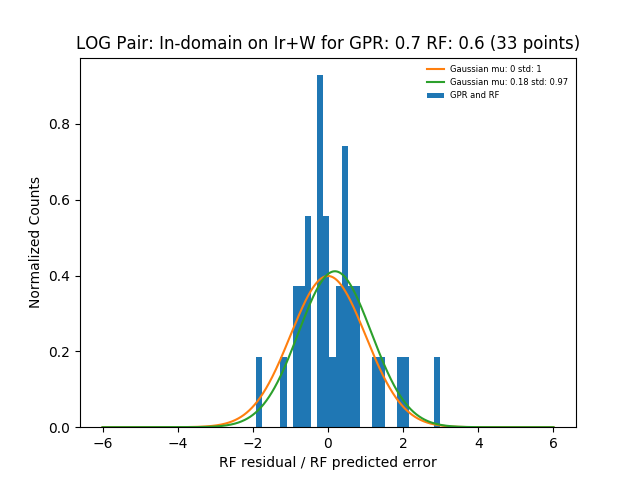 LOG Pair: In-domain on Ir+W for GPR: 0.7 RF: 0.6 (33 points)
Gaussian mu: 0 std: 1
Gaussian mu: 0.18 std: 0.97
GPR and RF
Normalized Counts
0.8
0.6
0.4
0.2
0.0
−6 −4 −2 0 2 4 6
RF residual / RF predicted error